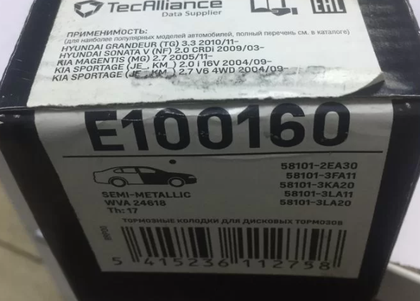 TecAlliance
Data Supplier
EAC
ПРИМЕНИМОСТЬ:
(для наиболее популярных моделей автомобилей, полный перечень см. в каталоге)
HYUNDAI GRANDEUR (TG) 3.3 2010/11-
HYUNDAI SONATA V (NF) 2.0 CRDi 2009/03-
KIA MAGENTIS (MG) 2.7 2005/11-
KIA SPORTAGE (JE_, KM_) 2.0 i 16V 2004/09-
KIA SPORTAGE (JE_, KM_) 2.7 V6 4WD 2004/09-
E100160
SEMI-METALLIC
WVA 24618
Th: 17
58101-2EA30
58101-3FA11
58101-3KA20
58101-3LA11
58101-3LA20
ТОРМОЗНЫЕ КОЛОДКИ ДЛЯ ДИСКОВЫХ ТОРМОЗОВ
5 415236 112758